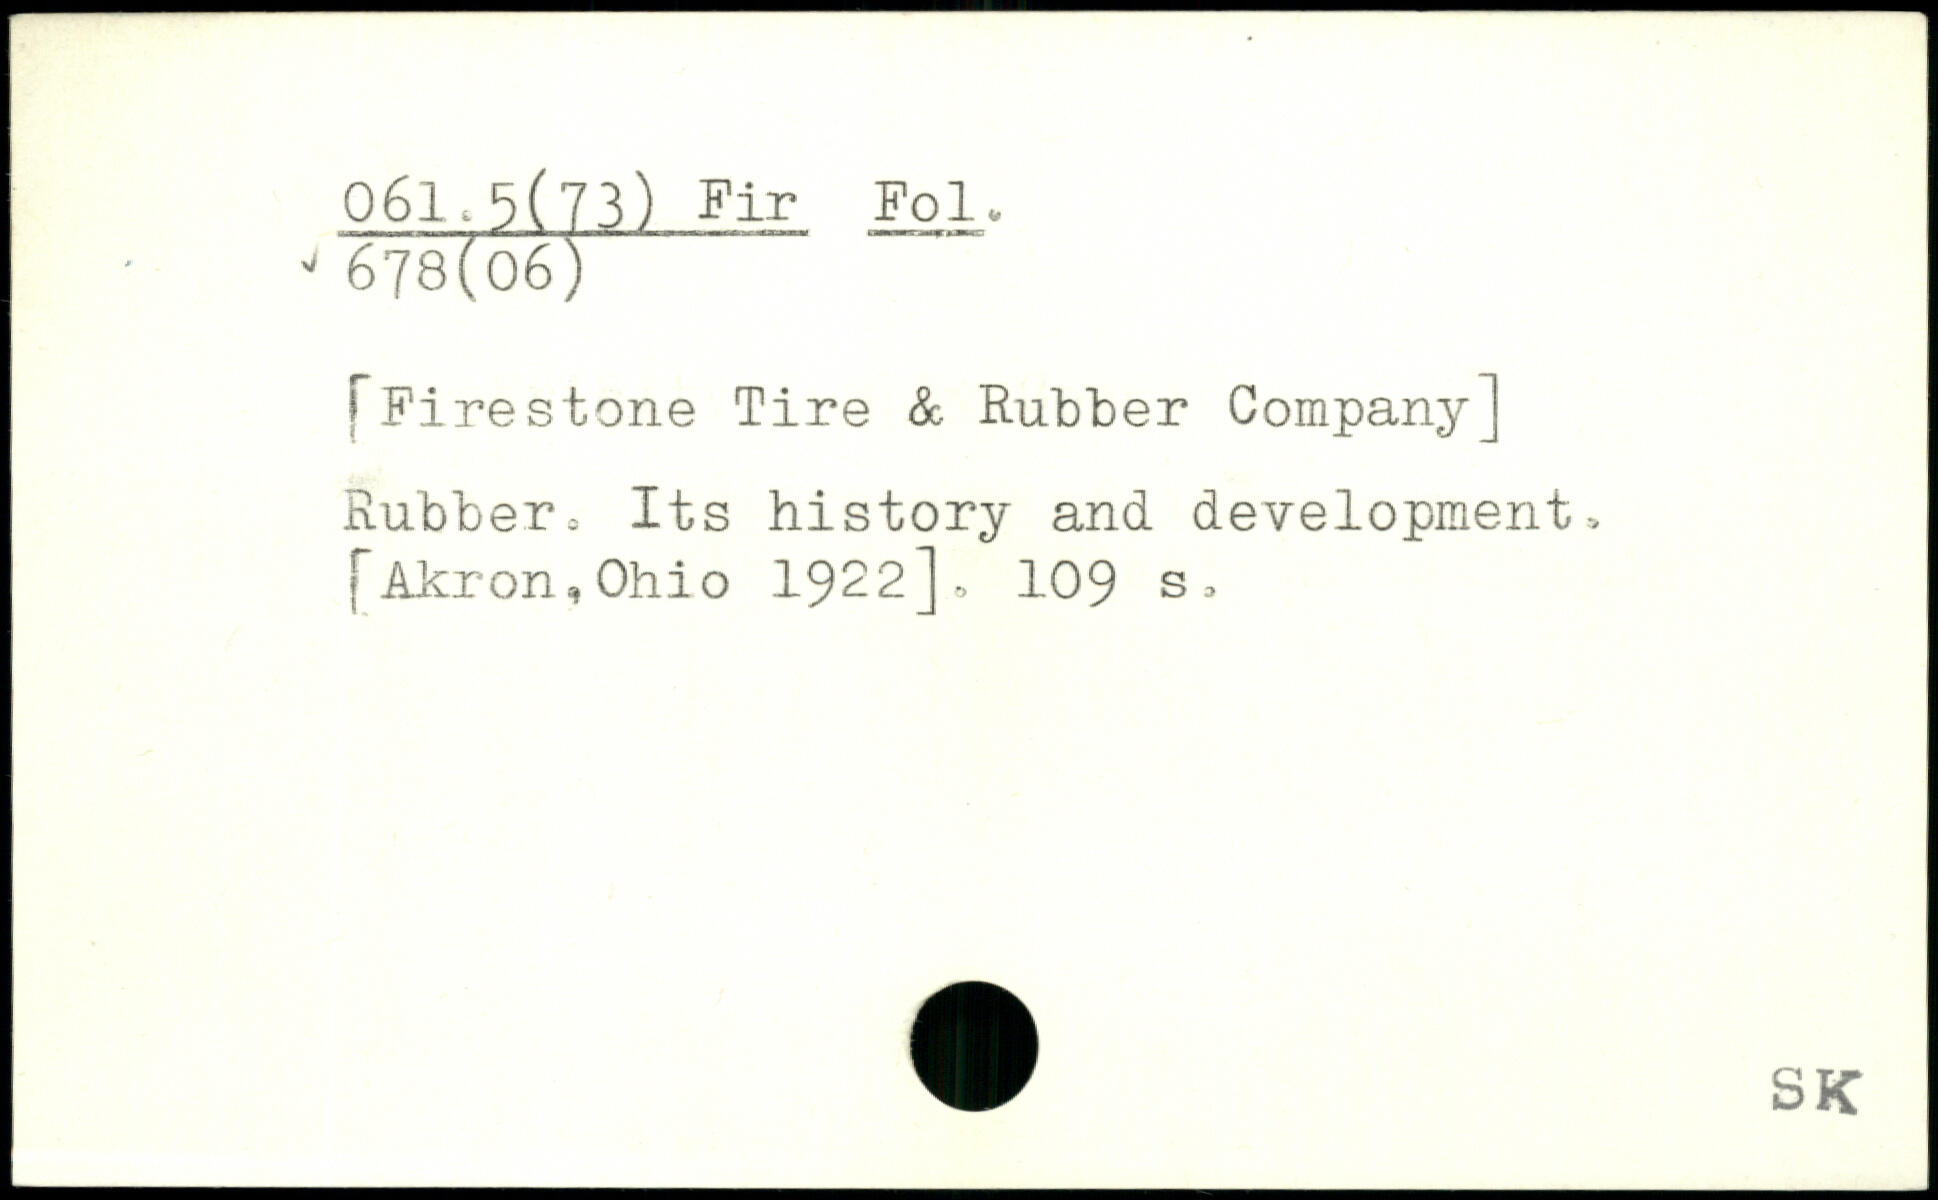 061.5(73) Fir Fol.
✓ 678(06)
[Firestone Tire & Rubber Company]
Rubber. Its history and development.
[Akron, Ohio 1922]. 109 s.
SK